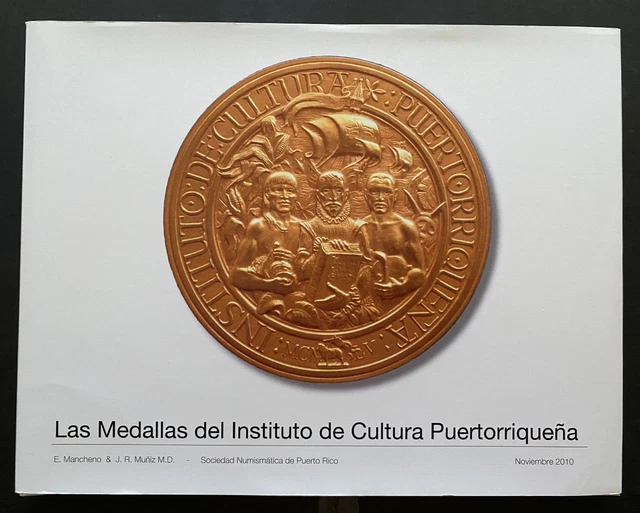 INSTITUTO:DE:CULTURA:PUERTORRIQUEÑA:
Las Medallas del Instituto de Cultura Puertorriqueña
E. Mancheno & J. R. Muñiz M.D. - Sociedad Numismática de Puerto Rico Noviembre 2010